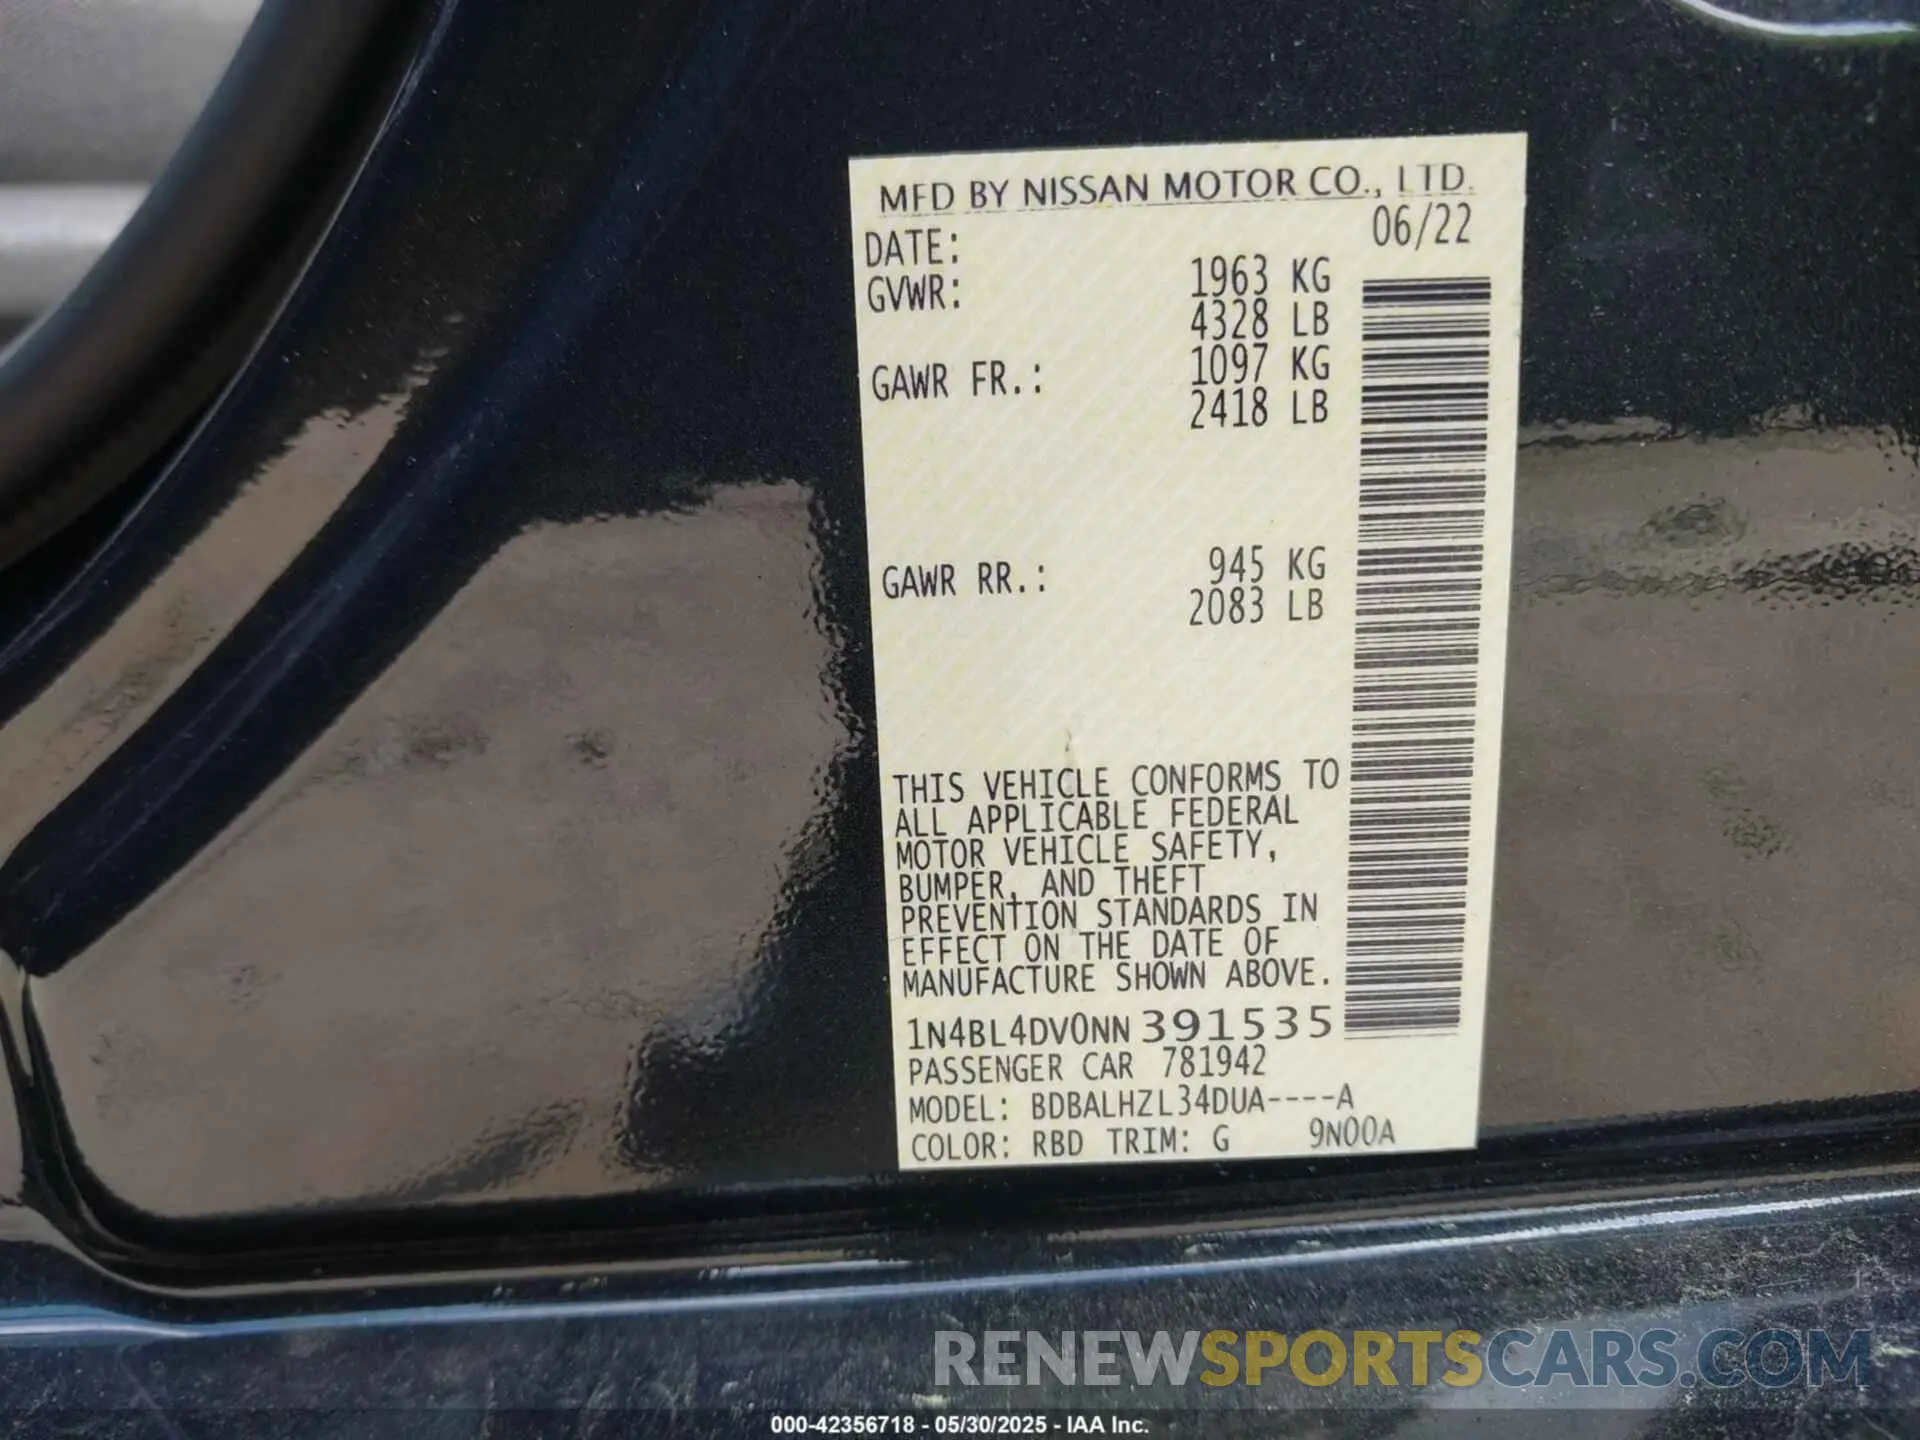 MFD BY NISSAN MOTOR CO., LTD.
DATE: 06/22
GVWR: 1963 KG
4328 LB
GAWR FR.: 1097 KG
2418 LB
GAWR RR.: 945 KG
2083 LB
THIS VEHICLE CONFORMS TO
ALL APPLICABLE FEDERAL
MOTOR VEHICLE SAFETY,
BUMPER, AND THEFT
PREVENTION STANDARDS IN
EFFECT ON THE DATE OF
MANUFACTURE SHOWN ABOVE.
1N4BL4DV0NN391535
PASSENGER CAR 781942
MODEL: BDBALHZL34DUA----A
COLOR: RBD TRIM: G 9N00A
RENEWSPORTSCARS.COM
000-42356718 - 05/30/2025 - IAA Inc.